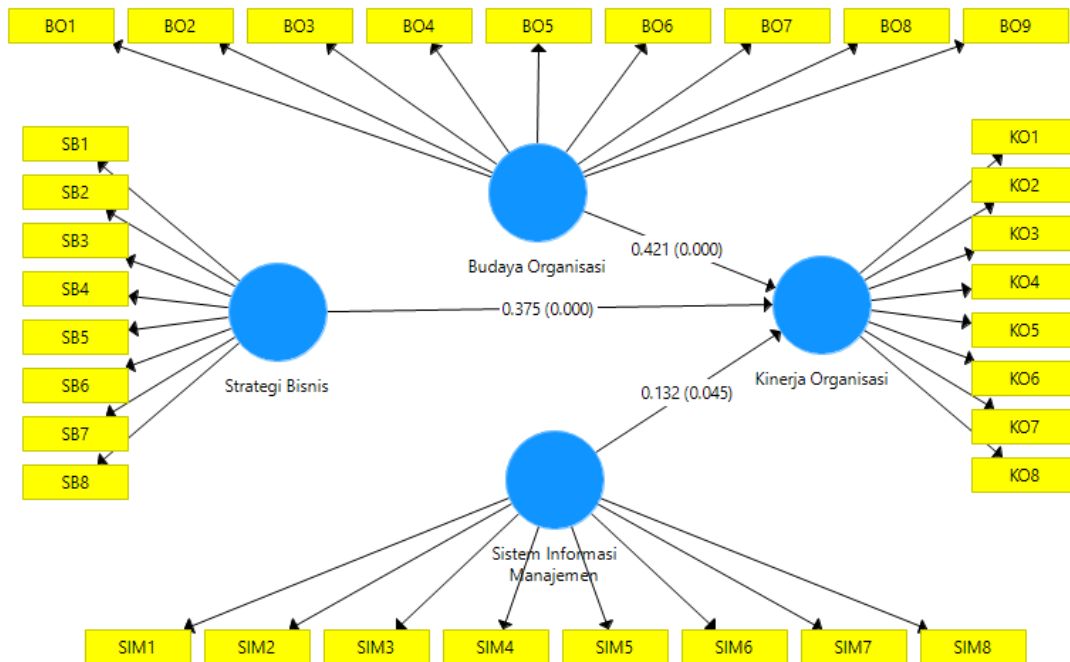 BO1 BO2 BO3 BO4 BO5 BO6 BO7 BO8 BO9
SB1
SB2
SB3
SB4
SB5
SB6
SB7
SB8
Budaya Organisasi
0.421 (0.000)
Strategi Bisnis
0.375 (0.000)
Kinerja Organisasi
0.132 (0.045)
Sistem Informasi
Manajemen
KO1
KO2
KO3
KO4
KO5
KO6
KO7
KO8
SIM1 SIM2 SIM3 SIM4 SIM5 SIM6 SIM7 SIM8